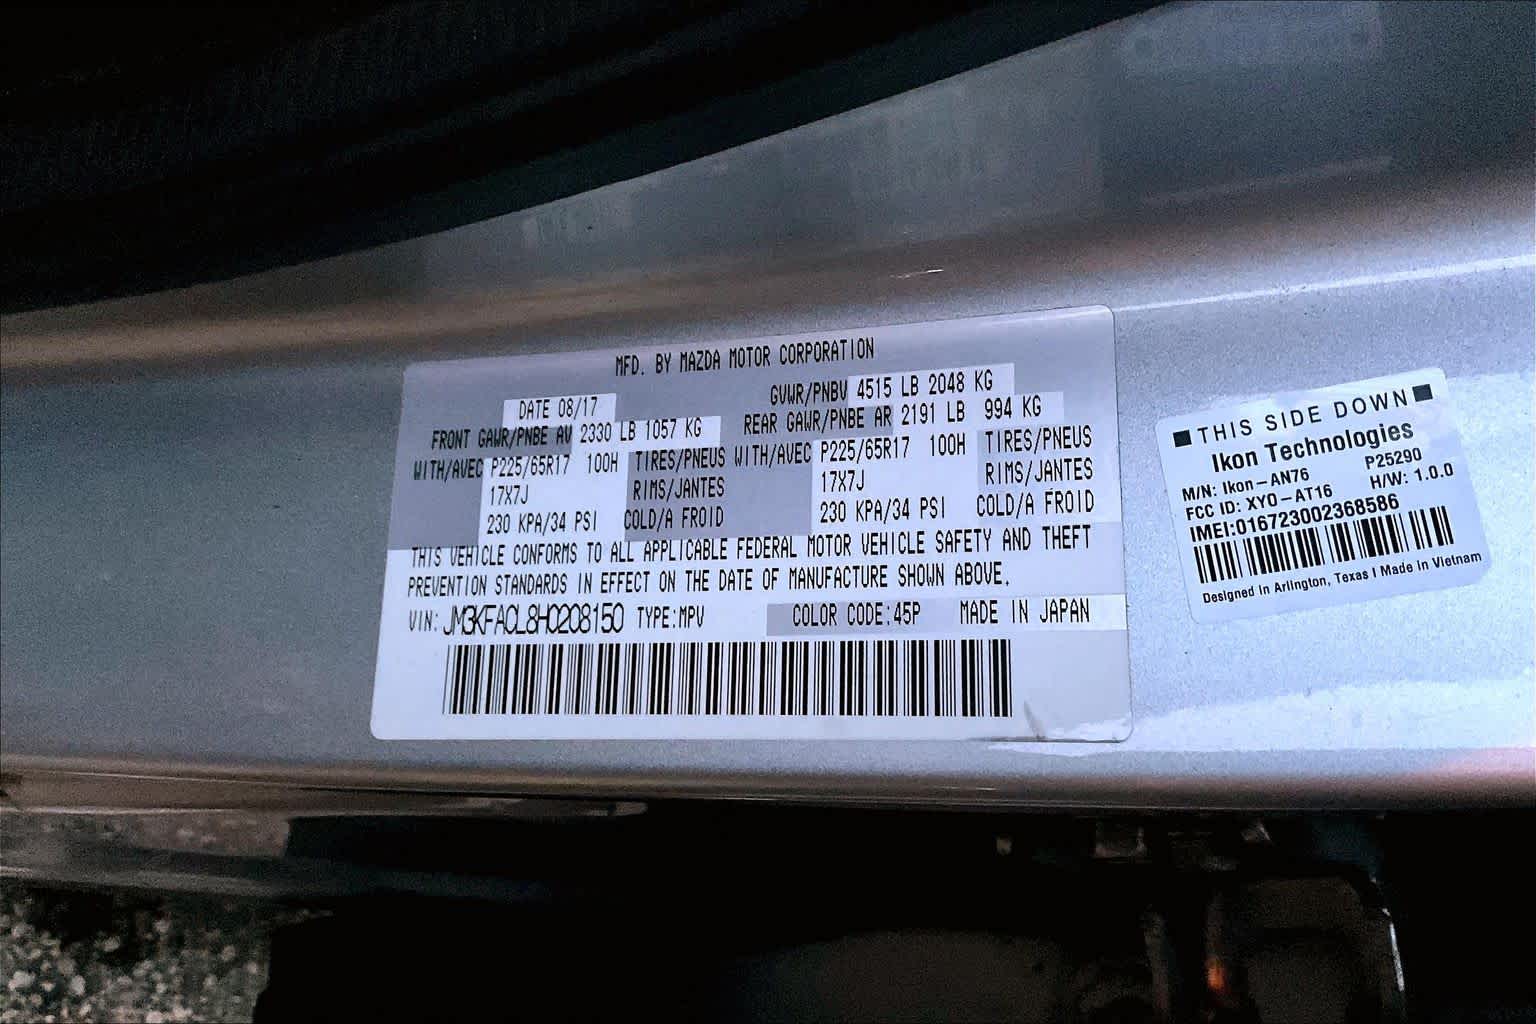 MFD. BY MAZDA MOTOR CORPORATION
DATE 08/17 GVWR/PNBV 4515 LB 2048 KG
FRONT GAWR/PNBE AV 2330 LB 1057 KG REAR GAWR/PNBE AR 2191 LB 994 KG
WITH/AVEC P225/65R17 100H TIRES/PNEUS WITH/AVEC P225/65R17 100H TIRES/PNEUS
17X7J RIMS/JANTES 17X7J RIMS/JANTES
230 KPA/34 PSI COLD/A FROID 230 KPA/34 PSI COLD/A FROID
THIS VEHICLE CONFORMS TO ALL APPLICABLE FEDERAL MOTOR VEHICLE SAFETY AND THEFT
PREVENTION STANDARDS IN EFFECT ON THE DATE OF MANUFACTURE SHOWN ABOVE.
VIN: JM3KFACL8H0208150 TYPE:MPV COLOR CODE:45P MADE IN JAPAN
THIS SIDE DOWN
Ikon Technologies
M/N: Ikon-AN76 P25290
FCC ID: XYO-AT16 H/W: 1.0.0
IMEI:016723002368586
Designed in Arlington, Texas | Made in Vietnam